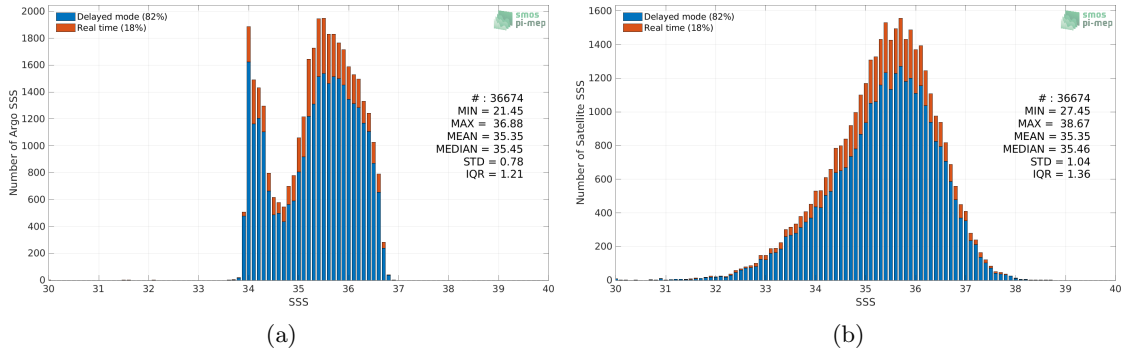 Delayed mode (82%)
Real time (18%)
smos
pi-mep
# : 36674
MIN = 21.45
MAX = 36.88
MEAN = 35.35
MEDIAN = 35.45
STD = 0.78
IQR = 1.21
Number of Argo SSS
2000
1800
1600
1400
1200
1000
800
600
400
200
0
30 31 32 33 34 35 36 37 38 39 40
SSS
(a)
Delayed mode (82%)
Real time (18%)
smos
pi-mep
# : 36674
MIN = 27.45
MAX = 38.67
MEAN = 35.35
MEDIAN = 35.46
STD = 1.04
IQR = 1.36
Number of Satellite SSS
1600
1400
1200
1000
800
600
400
200
0
30 31 32 33 34 35 36 37 38 39 40
SSS
(b)